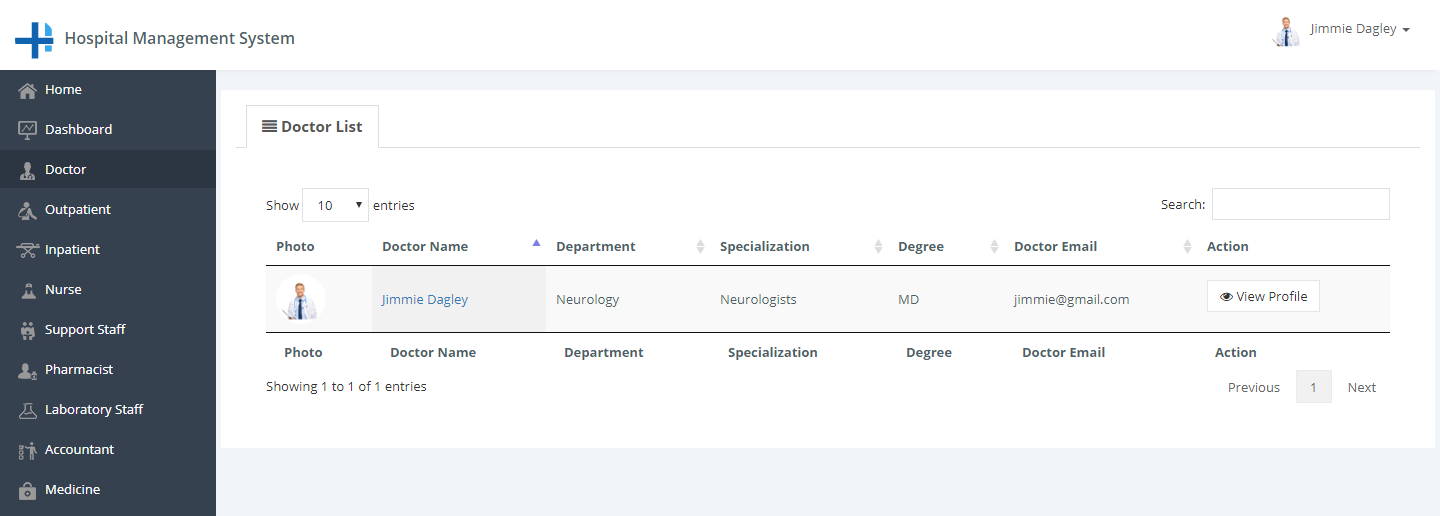 Hospital Management System
Jimmie Dagley
Home
Dashboard
Doctor
Outpatient
Inpatient
Nurse
Support Staff
Pharmacist
Laboratory Staff
Accountant
Medicine
Doctor List
Show 10 entries
Search:
Photo Doctor Name Department Specialization Degree Doctor Email Action
Jimmie Dagley Neurology Neurologists MD jimmie@gmail.com View Profile
Photo Doctor Name Department Specialization Degree Doctor Email Action
Showing 1 to 1 of 1 entries
Previous 1 Next